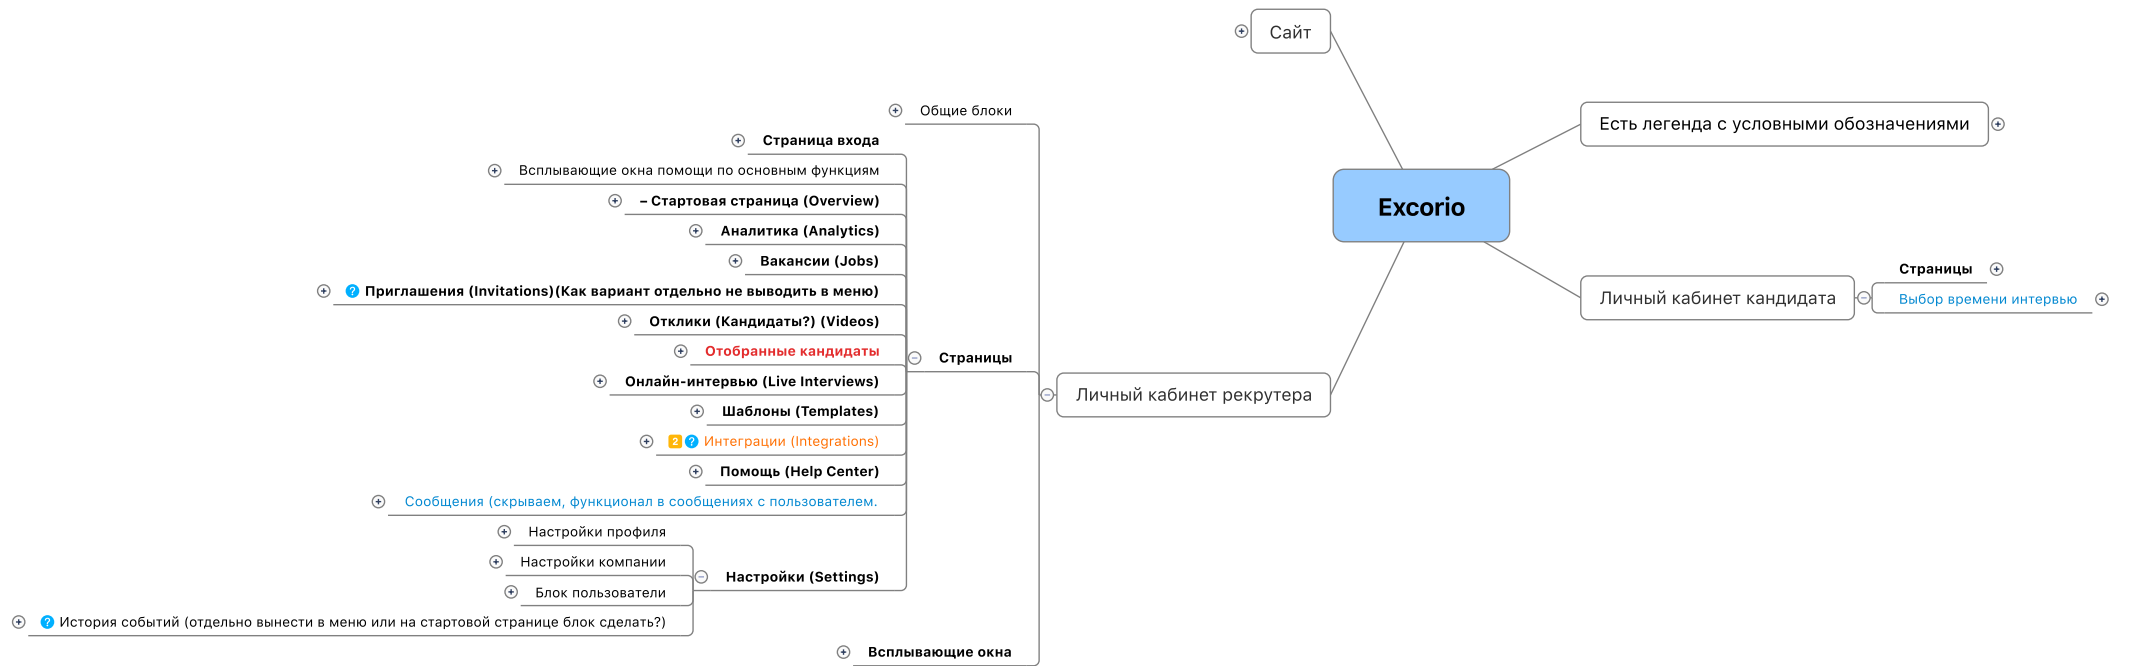 Сайт
Общие блоки
Есть легенда с условными обозначениями
Страница входа
Всплывающие окна помощи по основным функциям
– Стартовая страница (Overview)
Excorio
Аналитика (Analytics)
Вакансии (Jobs)
Страницы
Приглашения (Invitations)(Как вариант отдельно не выводить в меню)
Личный кабинет кандидата
Выбор времени интервью
Отклики (Кандидаты?) (Videos)
Отобранные кандидаты
Страницы
Онлайн-интервью (Live Interviews)
Личный кабинет рекрутера
Шаблоны (Templates)
2 ? Интеграции (Integrations)
Помощь (Help Center)
Сообщения (скрываем, функционал в сообщениях с пользователем.
Настройки профиля
Настройки компании
Настройки (Settings)
Блок пользователи
? История событий (отдельно вынести в меню или на стартовой странице блок сделать?)
Всплывающие окна